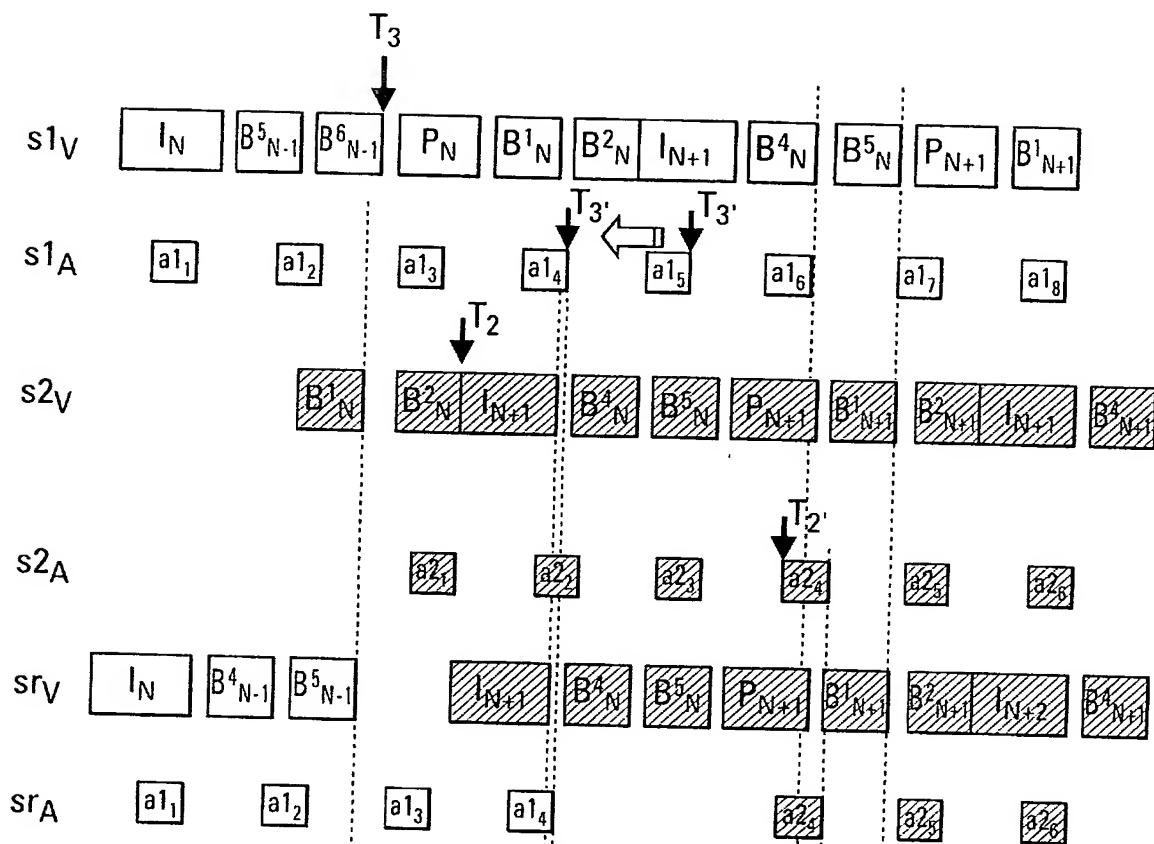 T3
s1V IN B5N-1 B6N-1 PN B1N B2N IN+1 B4N B5N PN+1 B1N+1
T3' T3'
s1A a11 a12 a13 a14 a15 a16 a17 a18
T2
s2V B1N B2N IN+1 B4N B5N PN+1 B1N+1 B2N+1 IN+1 B4N+1
T2'
s2A a21 a22 a23 a24 a25 a26
srV IN B4N-1 B5N-1 IN+1 B4N B5N PN+1 B1N+1 B2N+1 IN+2 B4N+1
srA a11 a12 a13 a14 a24 a25 a26